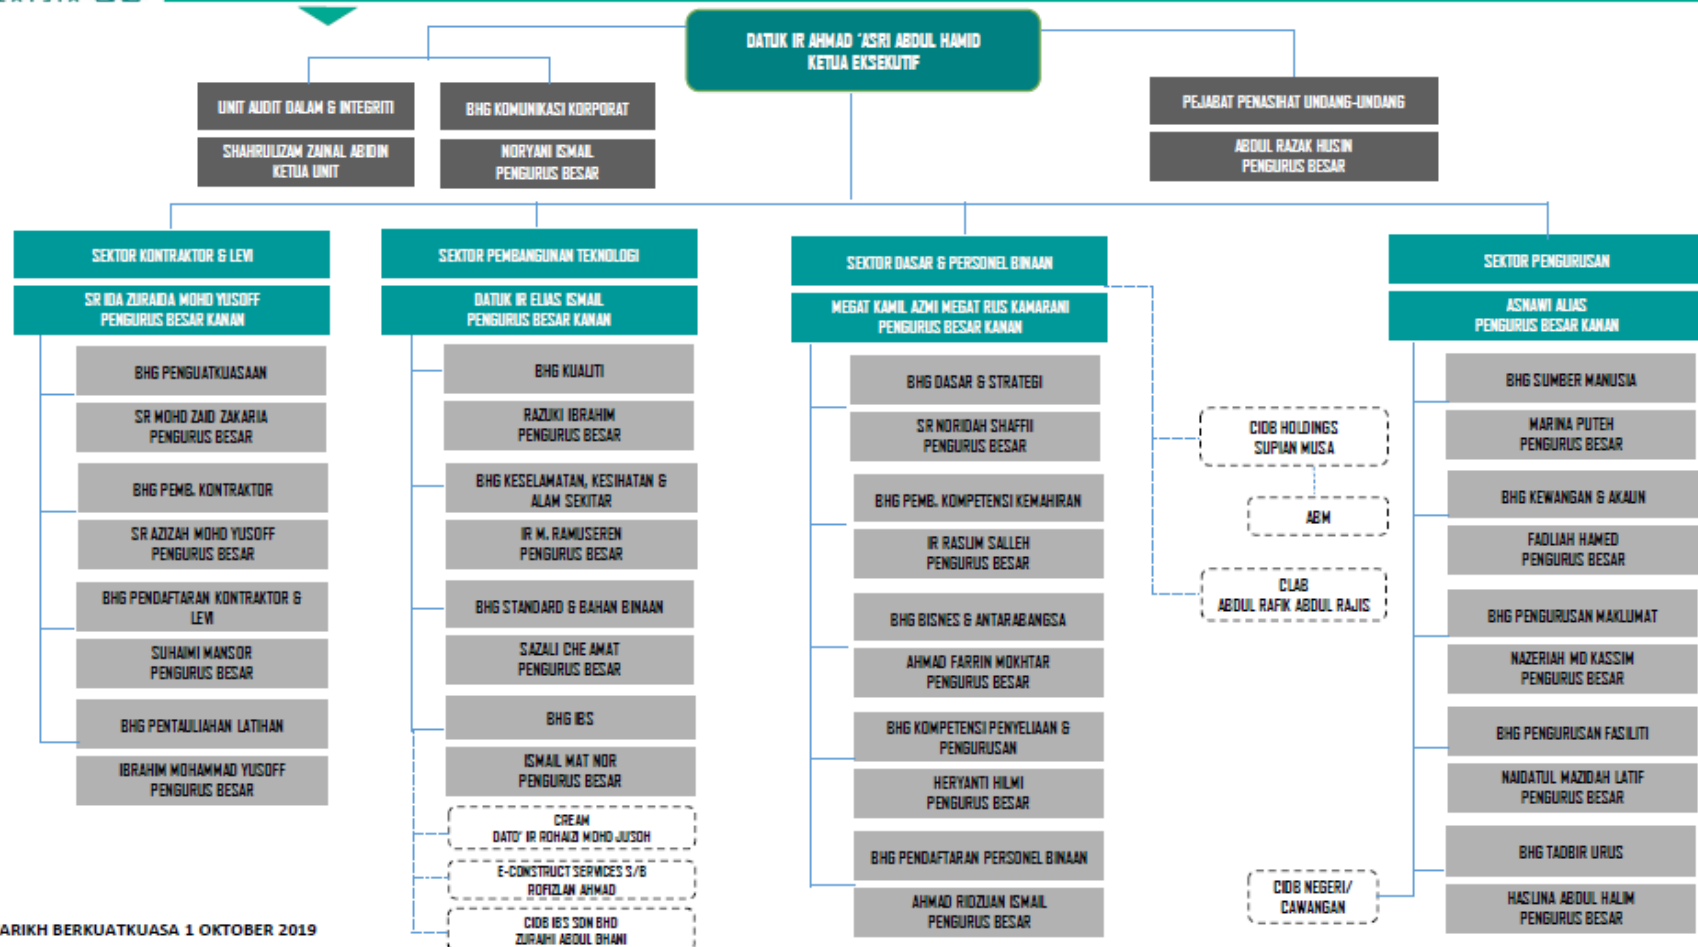 DATUK IR AHMAD 'ASRI ABDUL HAMID
KETUA EKSEKUTIF
UNIT AUDIT DALAM & INTEGRITI
SHAHRULIZAM ZAINAL ABIDIN
KETUA UNIT
BHG KOMUNIKASI KORPORAT
NORYANI ISMAIL
PENGURUS BESAR
PEJABAT PENASIHAT UNDANG-UNDANG
ABDUL RAZAK HUSIN
PENGURUS BESAR
SEKTOR KONTRAKTOR & LEVI
SR IDA ZURAIDA MOHD YUSOFF
PENGURUS BESAR KANAN
BHG PENGUATKUASAAN
SR MOHD ZAID ZAKARIA
PENGURUS BESAR
BHG PEMB. KONTRAKTOR
SR AZIZAH MOHD YUSOFF
PENGURUS BESAR
BHG PENDAFTARAN KONTRAKTOR &
LEVI
SUHAIMI MANSOR
PENGURUS BESAR
BHG PENTAULIAHAN LATIHAN
IBRAHIM MOHAMMAD YUSOFF
PENGURUS BESAR
SEKTOR PEMBANGUNAN TEKNOLOGI
DATUK IR ELIAS ISMAIL
PENGURUS BESAR KANAN
BHG KUALITI
RAZUKI IBRAHIM
PENGURUS BESAR
BHG KESELAMATAN, KESIHATAN &
ALAM SEKITAR
IR M. RAMUSEREN
PENGURUS BESAR
BHG STANDARD & BAHAN BINAAN
SAZALI CHE AMAT
PENGURUS BESAR
BHG IBS
ISMAIL MAT NOR
PENGURUS BESAR
CREAM
DATO' IR ROHAIZI MOHD JUSOH
E-CONSTRUCT SERVICES S/B
ROFIZLAN AHMAD
CIDB IBS SDN BHD
ZURAIHI ABDUL GHANI
SEKTOR DASAR & PERSONEL BINAAN
MEGAT KAMIL AZMI MEGAT RUS KAMARANI
PENGURUS BESAR KANAN
BHG DASAR & STRATEGI
SR NORIDAH SHAFFII
PENGURUS BESAR
BHG PEMB. KOMPETENSI KEMAHIRAN
IR RASLIM SALLEH
PENGURUS BESAR
BHG BISNES & ANTARABANGSA
AHMAD FARRIN MOKHTAR
PENGURUS BESAR
BHG KOMPETENSI PENYELIAAN &
PENGURUSAN
HERYANTI HILMI
PENGURUS BESAR
BHG PENDAFTARAN PERSONEL BINAAN
AHMAD RIDZUAN ISMAIL
PENGURUS BESAR
CIDB HOLDINGS
SUPIAN MUSA
ABM
CLAB
ABDUL RAFIK ABDUL RAJIS
SEKTOR PENGURUSAN
ASNAWI ALIAS
PENGURUS BESAR KANAN
BHG SUMBER MANUSIA
MARINA PUTEH
PENGURUS BESAR
BHG KEWANGAN & AKAUN
FADLIAH HAMED
PENGURUS BESAR
BHG PENGURUSAN MAKLUMAT
NAZERIAH MD KASSIM
PENGURUS BESAR
BHG PENGURUSAN FASILITI
NAIDATUL MAZIDAH LATIF
PENGURUS BESAR
BHG TADBIR URUS
HASLINA ABDUL HALIM
PENGURUS BESAR
CIDB NEGERI/
CAWANGAN
ARIKH BERKUATKUASA 1 OKTOBER 2019